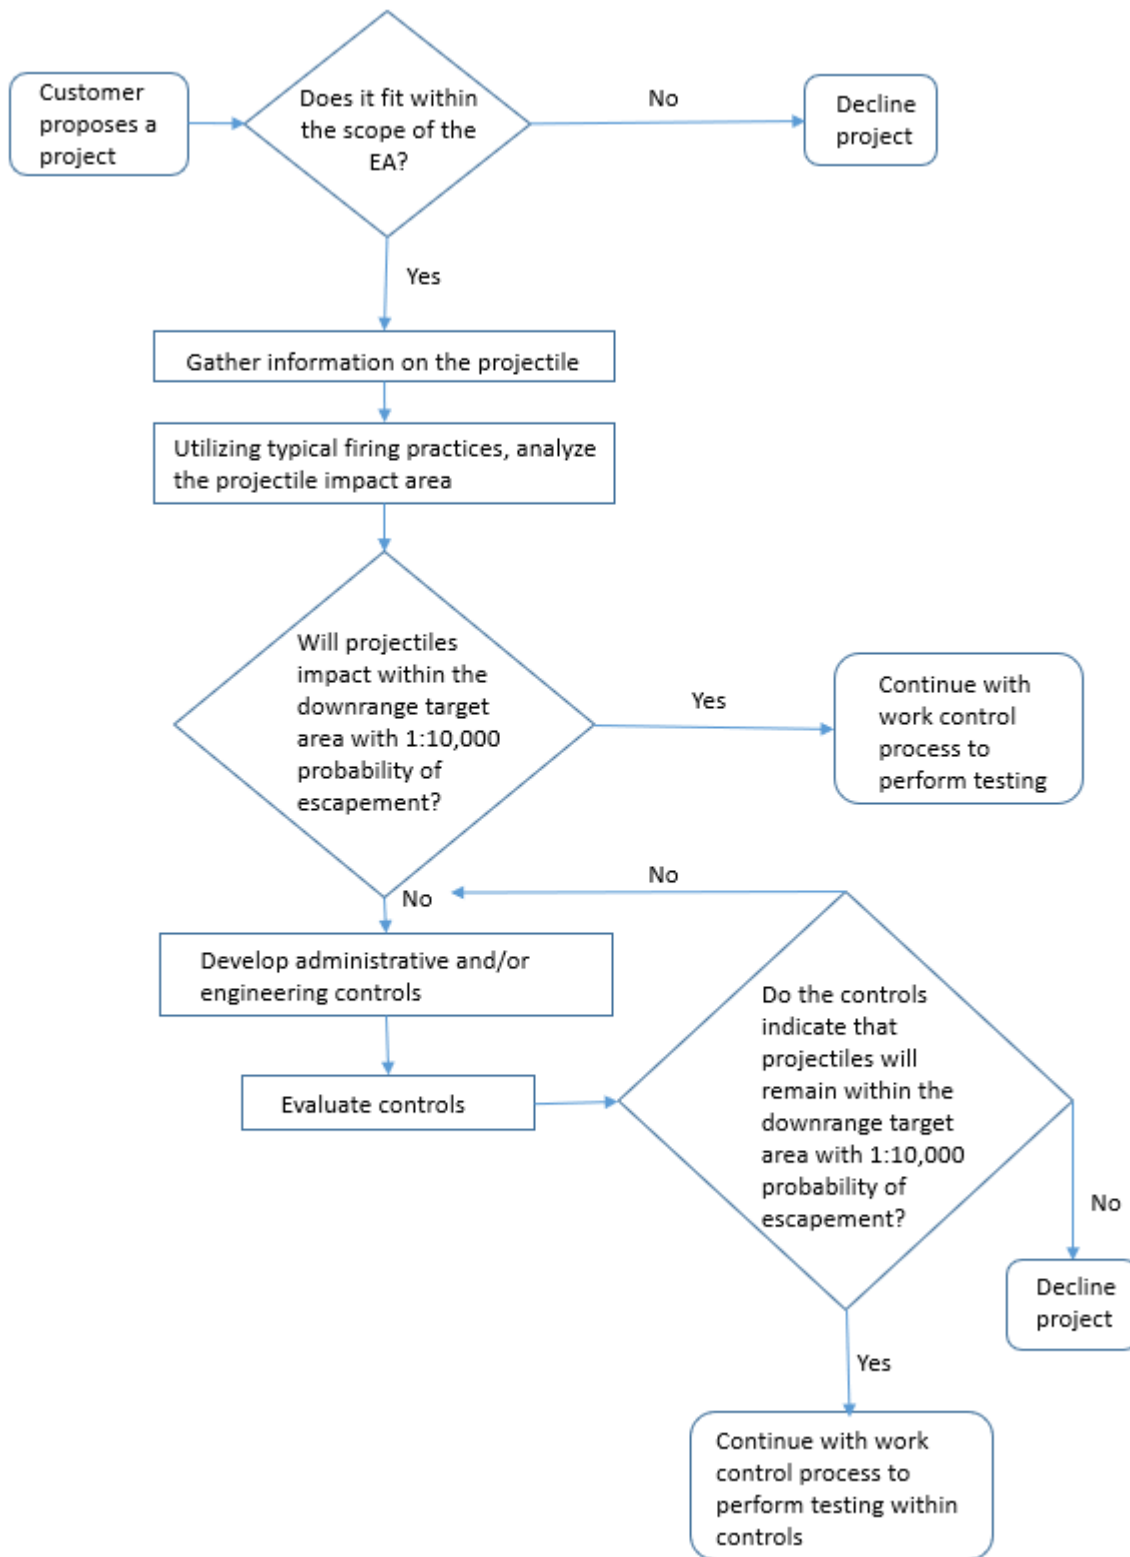 Customer
proposes a
project
Does it fit within
the scope of the
EA?
No
Decline
project
Yes
Gather information on the projectile
Utilizing typical firing practices, analyze
the projectile impact area
Will projectiles
impact within the
downrange target
area with 1:10,000
probability of
escapement?
Yes
Continue with
work control
process to
perform testing
No
No
Develop administrative and/or
engineering controls
Evaluate controls
Do the controls
indicate that
projectiles will
remain within the
downrange target
area with 1:10,000
probability of
escapement?
No
Decline
project
Yes
Continue with work
control process to
perform testing within
controls